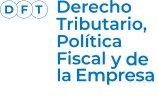 DFT Derecho
Tributario,
Política
Fiscal y de
la Empresa